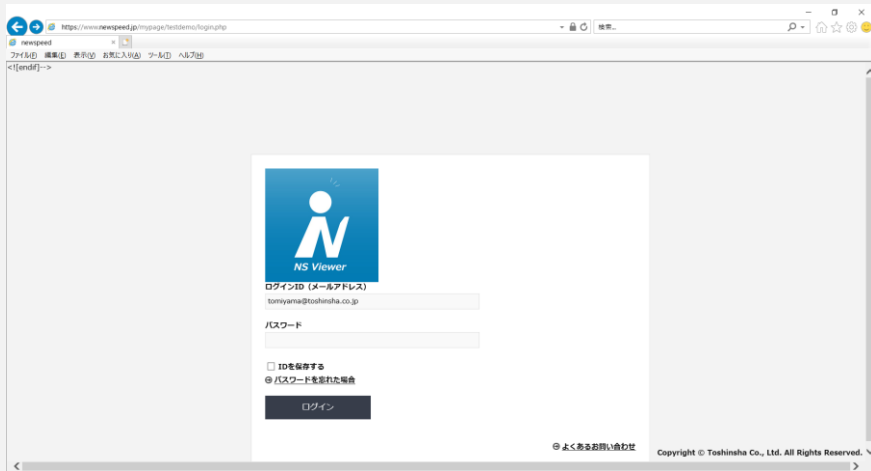 https://www.newspeed.jp/mypage/testdemo/login.php
検索...
newspeed
ファイル(F) 編集(E) 表示(V) お気に入り(A) ツール(T) ヘルプ(H)
<![endif]-->
NS Viewer
ログインID（メールアドレス）
tomiyama@toshinsha.co.jp
パスワード
IDを保存する
パスワードを忘れた場合
ログイン
よくあるお問い合わせ
Copyright © Toshinsha Co., Ltd. All Rights Reserved.